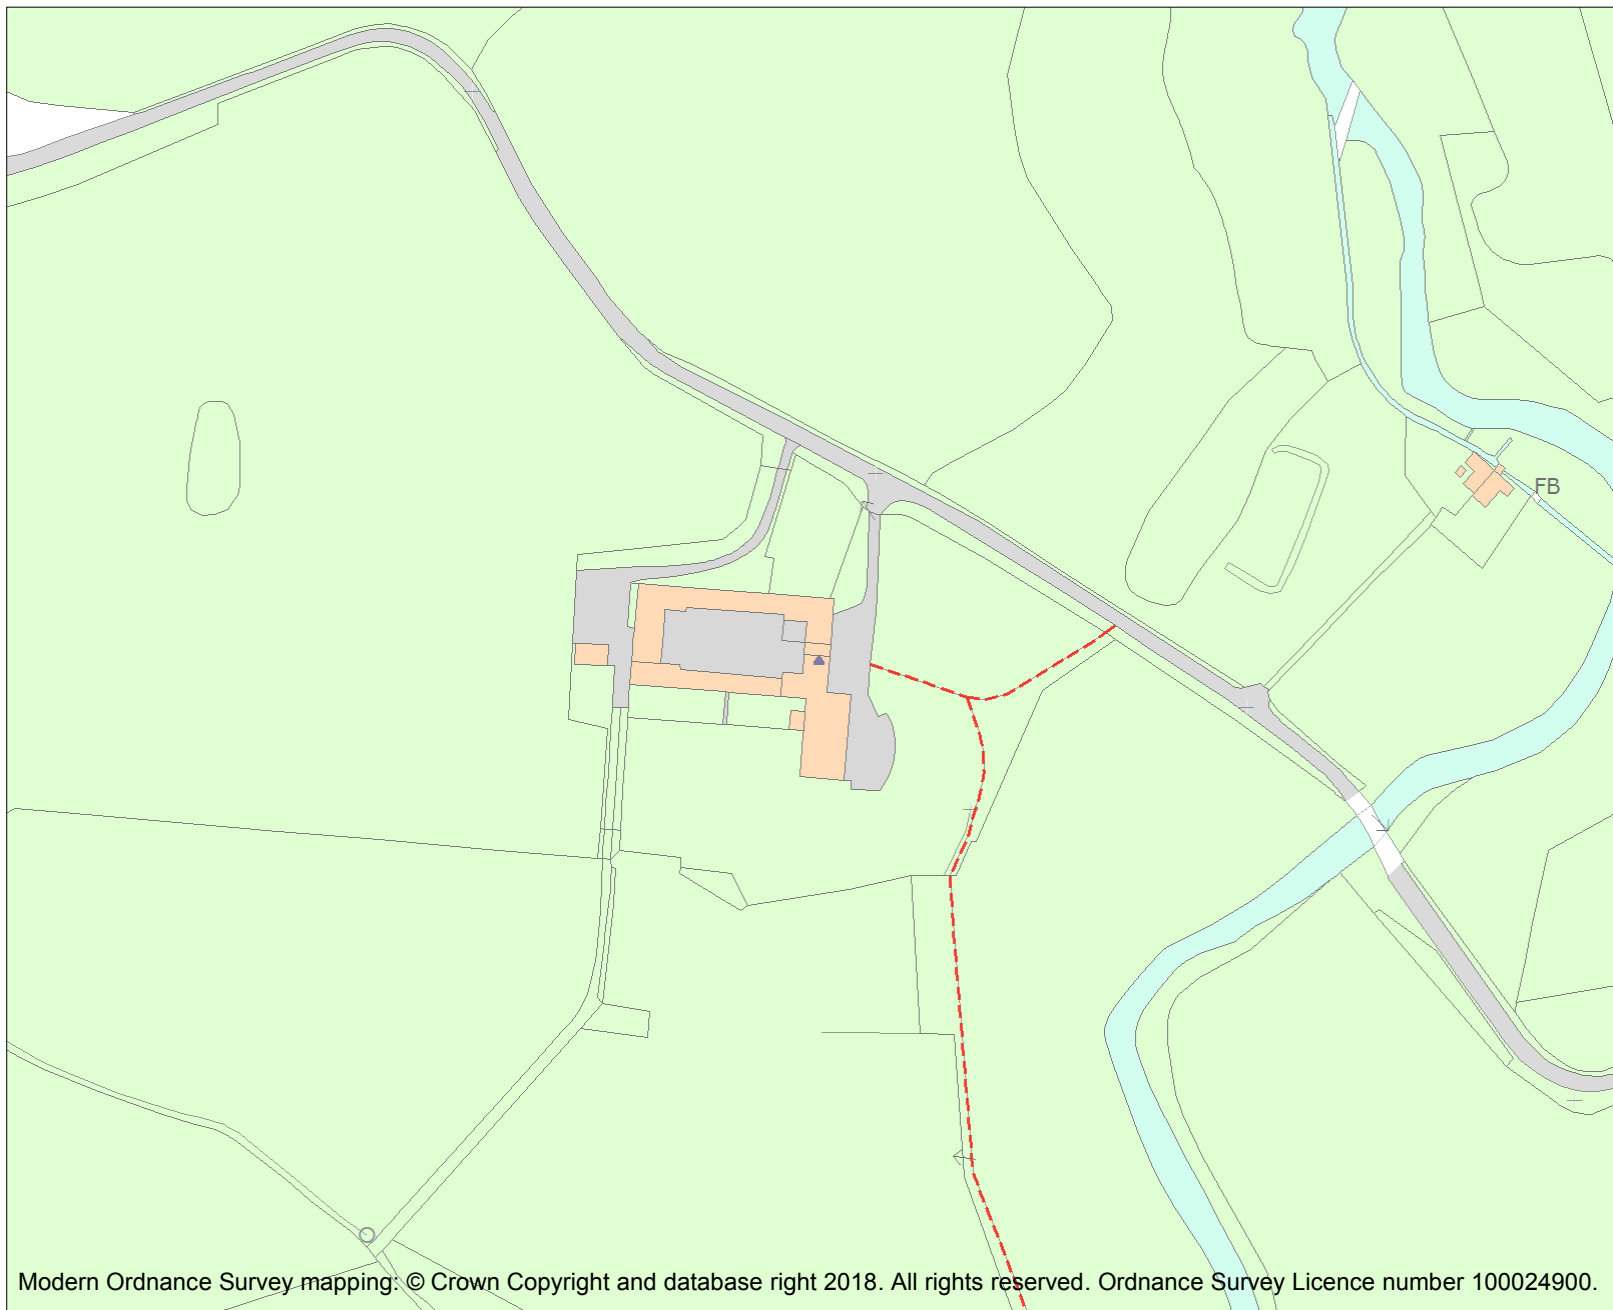 FB
Modern Ordnance Survey mapping: © Crown Copyright and database right 2018. All rights reserved. Ordnance Survey Licence number 100024900.